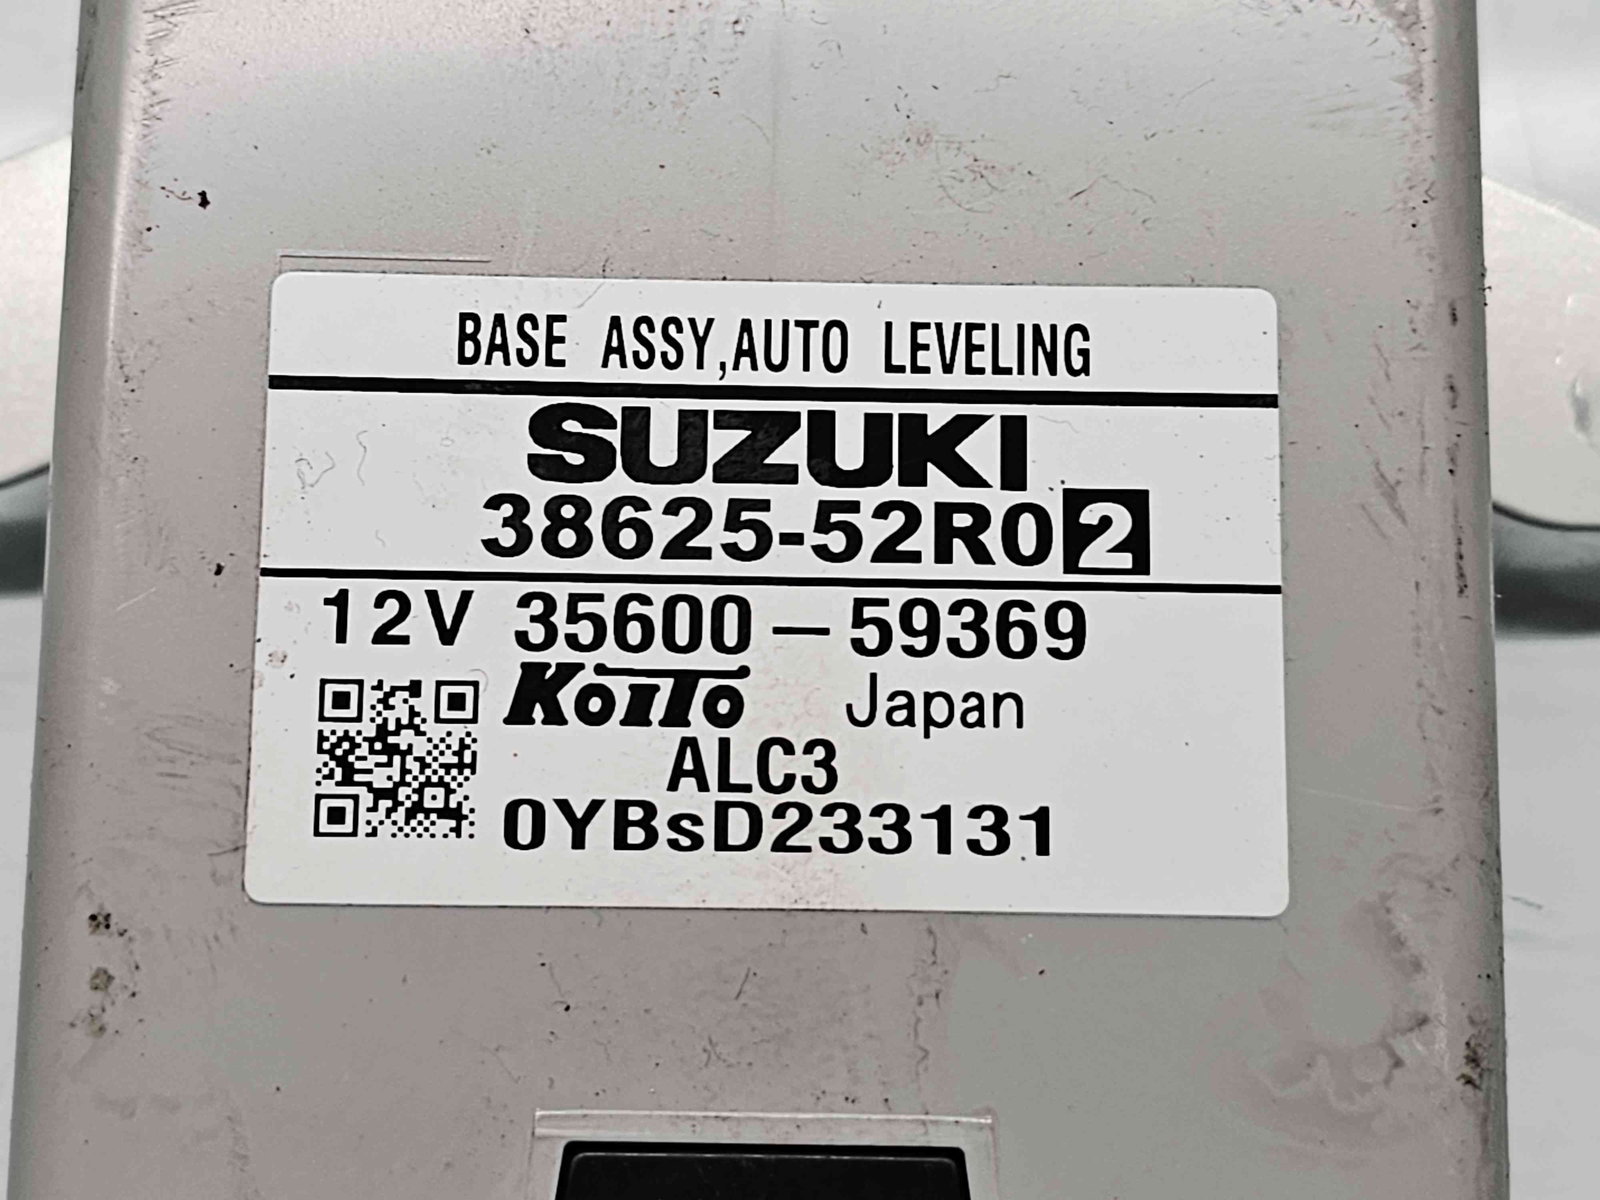 BASE ASSY,AUTO LEVELING
SUZUKI
38625-52R02
12V 35600-59369
KoiTo Japan
ALC3
0YBsD233131